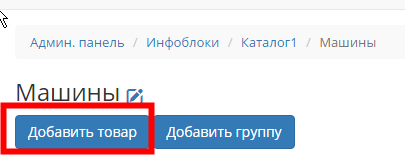 Админ. панель / Инфоблоки / Каталог1 / Машины
Машины
Добавить товар Добавить группу